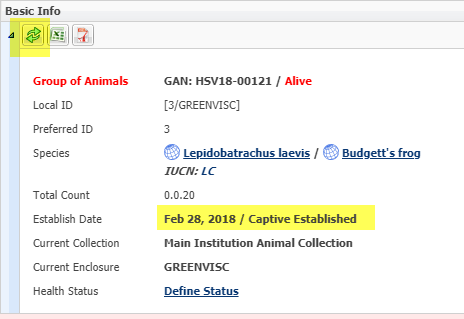 Basic Info
Group of Animals GAN: HSV18-00121 / Alive
Local ID [3/GREENVISC]
Preferred ID 3
Species Lepidobatrachus laevis / Budgett's frog
IUCN: LC
Total Count 0.0.20
Establish Date Feb 28, 2018 / Captive Established
Current Collection Main Institution Animal Collection
Current Enclosure GREENVISC
Health Status Define Status